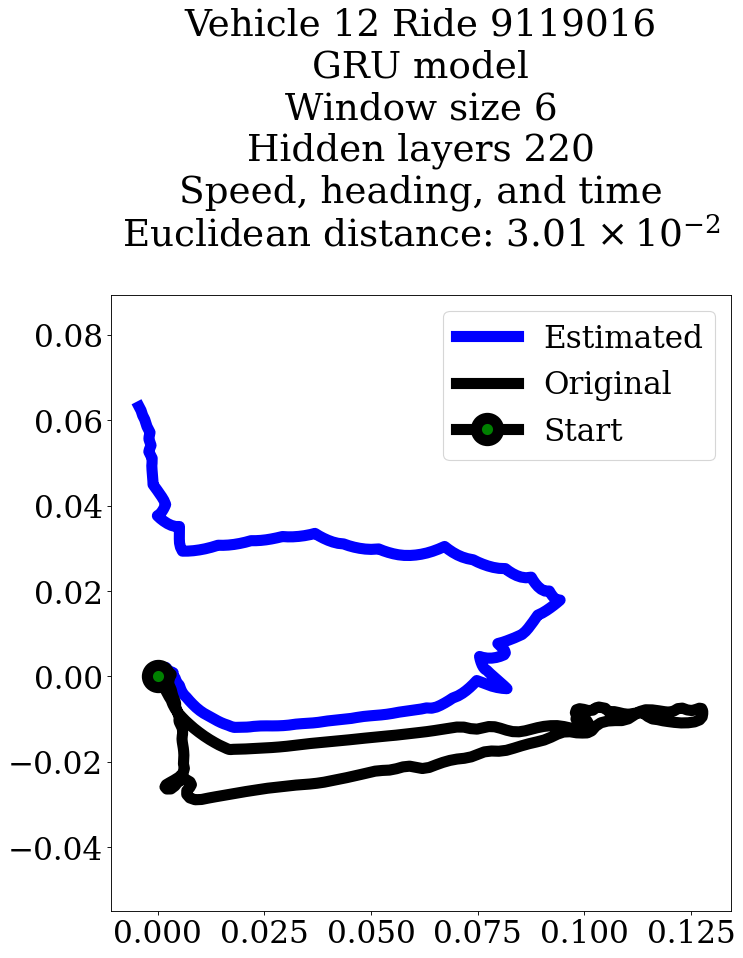 Vehicle 12 Ride 9119016
GRU model
Window size 6
Hidden layers 220
Speed, heading, and time
Euclidean distance: 3.01 × 10⁻²
Estimated
Original
Start
0.08
0.06
0.04
0.02
0.00
−0.02
−0.04
0.000 0.025 0.050 0.075 0.100 0.125